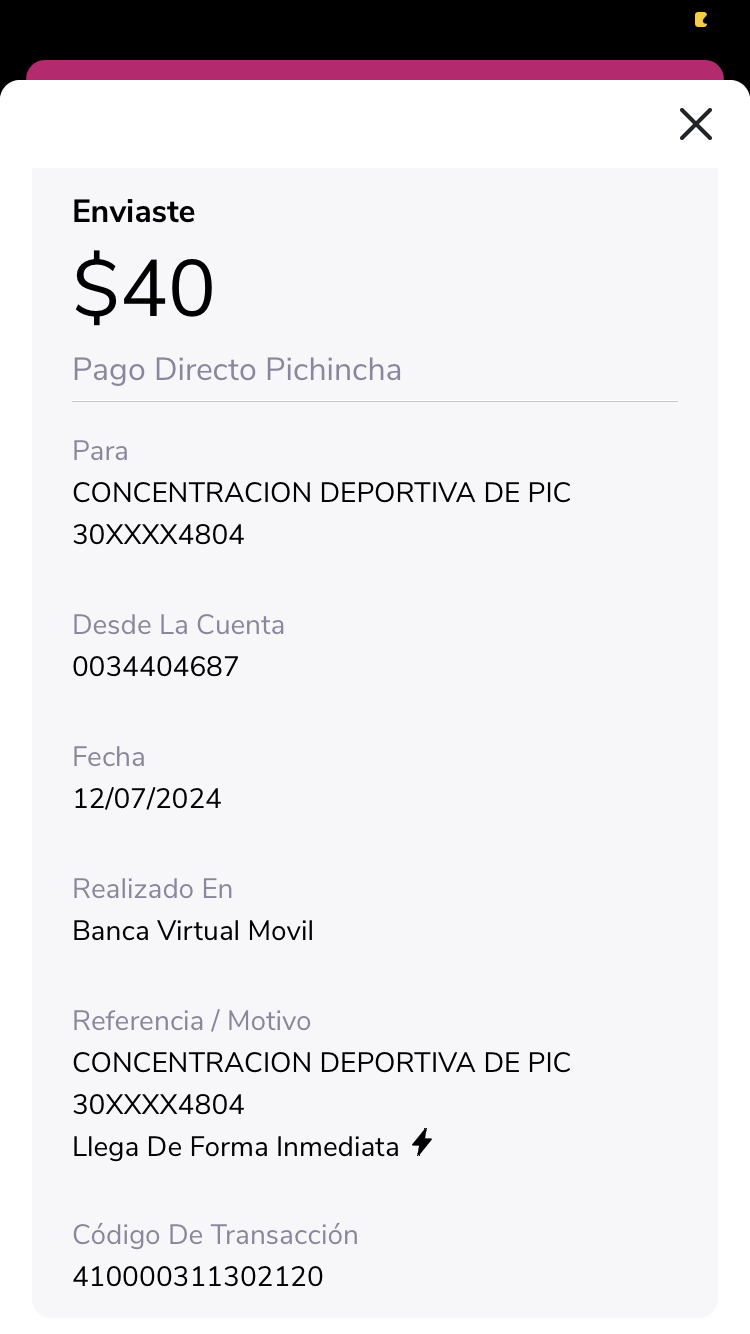 Enviaste
$40
Pago Directo Pichincha
Para
CONCENTRACION DEPORTIVA DE PIC
30XXXX4804
Desde La Cuenta
0034404687
Fecha
12/07/2024
Realizado En
Banca Virtual Movil
Referencia / Motivo
CONCENTRACION DEPORTIVA DE PIC
30XXXX4804
Llega De Forma Inmediata
Código De Transacción
410000311302120